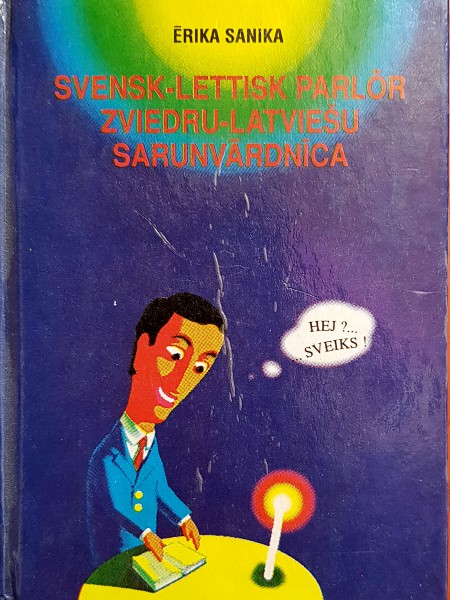 ĒRIKA SANIKA
SVENSK-LETTISK PARLÖR
ZVIEDRU-LATVIEŠU
SARUNVĀRDNĪCA
HEJ ?...
..SVEIKS !